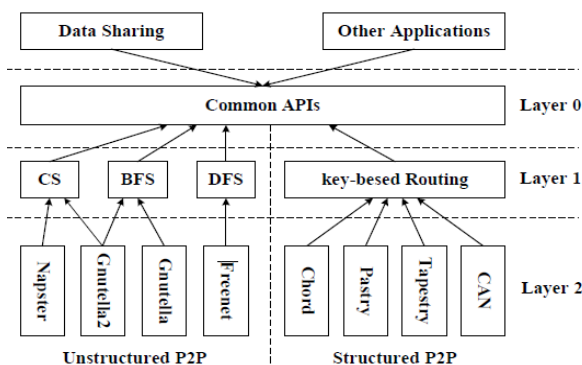 Data Sharing
Other Applications
Common APIs
Layer 0
CS
BFS
DFS
key-besed Routing
Layer 1
Napster
Gnutella2
Gnutella
Freenet
Chord
Pastry
Tapestry
CAN
Layer 2
Unstructured P2P
Structured P2P